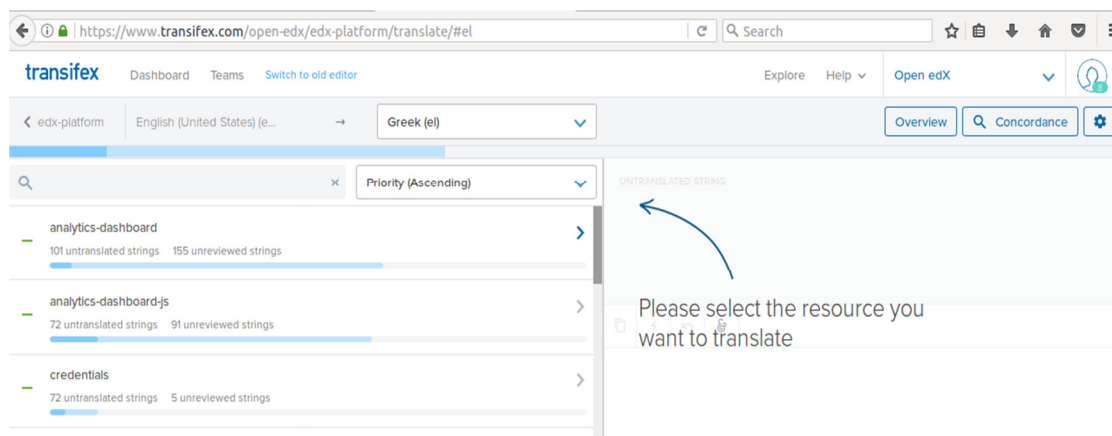 https://www.transifex.com/open-edx/edx-platform/translate/#el
Search
transifex
Dashboard
Teams
Switch to old editor
Explore
Help
Open edX
edx-platform
English (United States) (e...
→
Greek (el)
Overview
Concordance
Priority (Ascending)
UNTRANSLATED STRING
analytics-dashboard
101 untranslated strings 155 unreviewed strings
analytics-dashboard-js
72 untranslated strings 91 unreviewed strings
credentials
72 untranslated strings 5 unreviewed strings
Please select the resource you
want to translate